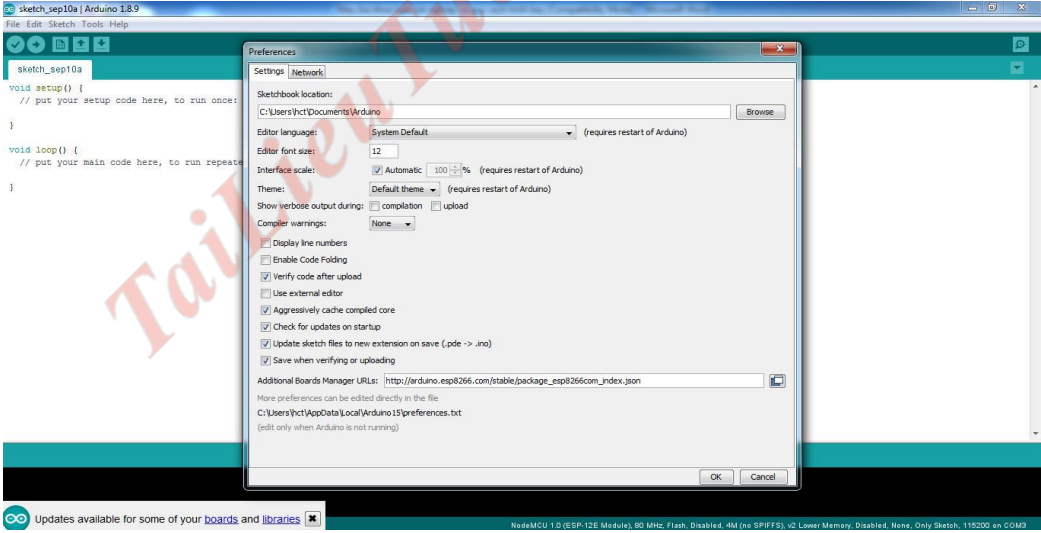 sketch_sep10a | Arduino 1.8.9
File Edit Sketch Tools Help
sketch_sep10a
void setup() {
// put your setup code here, to run once:
}
void loop() {
// put your main code here, to run repeate
}
Preferences
Settings Network
Sketchbook location:
C:\Users\hct\Documents\Arduino Browse
Editor language: System Default (requires restart of Arduino)
Editor font size: 12
Interface scale: Automatic 100 % (requires restart of Arduino)
Theme: Default theme (requires restart of Arduino)
Show verbose output during: compilation upload
Compiler warnings: None
Display line numbers
Enable Code Folding
Verify code after upload
Use external editor
Aggressively cache compiled core
Check for updates on startup
Update sketch files to new extension on save (.pde -> .ino)
Save when verifying or uploading
Additional Boards Manager URLs: http://arduino.esp8266.com/stable/package_esp8266com_index.json
More preferences can be edited directly in the file
C:\Users\hct\AppData\Local\Arduino15\preferences.txt
(edit only when Arduino is not running)
OK Cancel
Updates available for some of your boards and libraries
NodeMCU 1.0 (ESP-12E Module), 80 MHz, Flash, Disabled, 4M (no SPIFFS), v2 Lower Memory, Disabled, None, Only Sketch, 115200 on COM3
TaiLieuTu